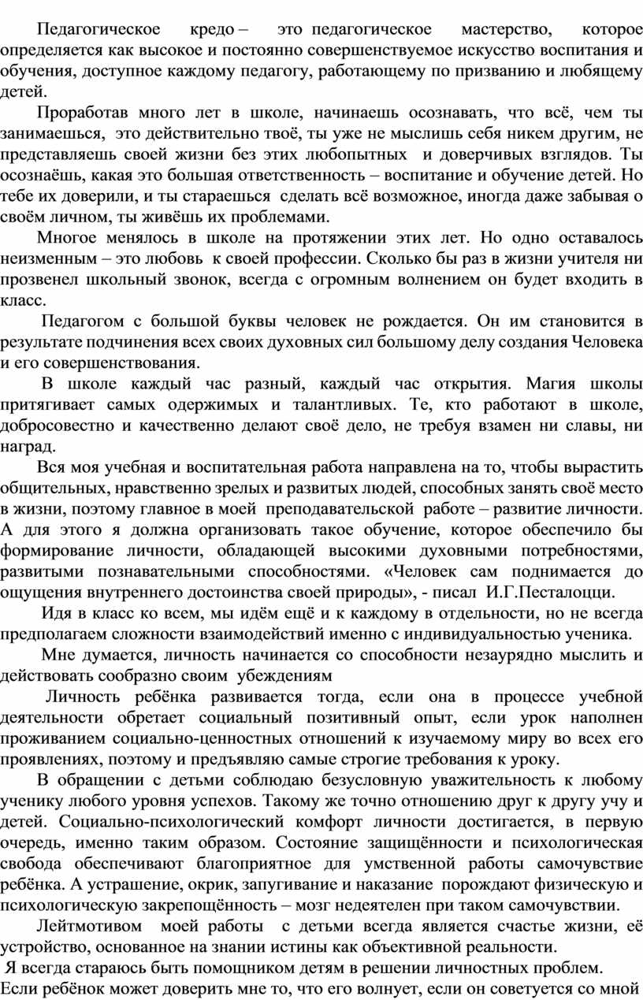 Педагогическое кредо – это педагогическое мастерство, которое
определяется как высокое и постоянно совершенствуемое искусство воспитания и
обучения, доступное каждому педагогу, работающему по призванию и любящему
детей.
Проработав много лет в школе, начинаешь осознавать, что всё, чем ты
занимаешься, это действительно твоё, ты уже не мыслишь себя никем другим, не
представляешь своей жизни без этих любопытных и доверчивых взглядов. Ты
осознаёшь, какая это большая ответственность – воспитание и обучение детей. Но
тебе их доверили, и ты стараешься сделать всё возможное, иногда даже забывая о
своём личном, ты живёшь их проблемами.
Многое менялось в школе на протяжении этих лет. Но одно оставалось
неизменным – это любовь к своей профессии. Сколько бы раз в жизни учителя ни
прозвенел школьный звонок, всегда с огромным волнением он будет входить в
класс.
Педагогом с большой буквы человек не рождается. Он им становится в
результате подчинения всех своих духовных сил большому делу создания Человека
и его совершенствования.
В школе каждый час разный, каждый час открытия. Магия школы
притягивает самых одержимых и талантливых. Те, кто работают в школе,
добросовестно и качественно делают своё дело, не требуя взамен ни славы, ни
наград.
Вся моя учебная и воспитательная работа направлена на то, чтобы вырастить
общительных, нравственно зрелых и развитых людей, способных занять своё место
в жизни, поэтому главное в моей преподавательской работе – развитие личности.
А для этого я должна организовать такое обучение, которое обеспечило бы
формирование личности, обладающей высокими духовными потребностями,
развитыми познавательными способностями. «Человек сам поднимается до
ощущения внутреннего достоинства своей природы», - писал И.Г.Песталоцци.
Идя в класс ко всем, мы идём ещё и к каждому в отдельности, но не всегда
предполагаем сложности взаимодействий именно с индивидуальностью ученика.
Мне думается, личность начинается со способности незаурядно мыслить и
действовать сообразно своим убеждениям
Личность ребёнка развивается тогда, если она в процессе учебной
деятельности обретает социальный позитивный опыт, если урок наполнен
проживанием социально-ценностных отношений к изучаемому миру во всех его
проявлениях, поэтому и предъявляю самые строгие требования к уроку.
В обращении с детьми соблюдаю безусловную уважительность к любому
ученику любого уровня успехов. Такому же точно отношению друг к другу учу и
детей. Социально-психологический комфорт личности достигается, в первую
очередь, именно таким образом. Состояние защищённости и психологическая
свобода обеспечивают благоприятное для умственной работы самочувствие
ребёнка. А устрашение, окрик, запугивание и наказание порождают физическую и
психологическую закрепощённость – мозг недеятелен при таком самочувствии.
Лейтмотивом моей работы с детьми всегда является счастье жизни, её
устройство, основанное на знании истины как объективной реальности.
Я всегда стараюсь быть помощником детям в решении личностных проблем.
Если ребёнок может доверить мне то, что его волнует, если он советуется со мной